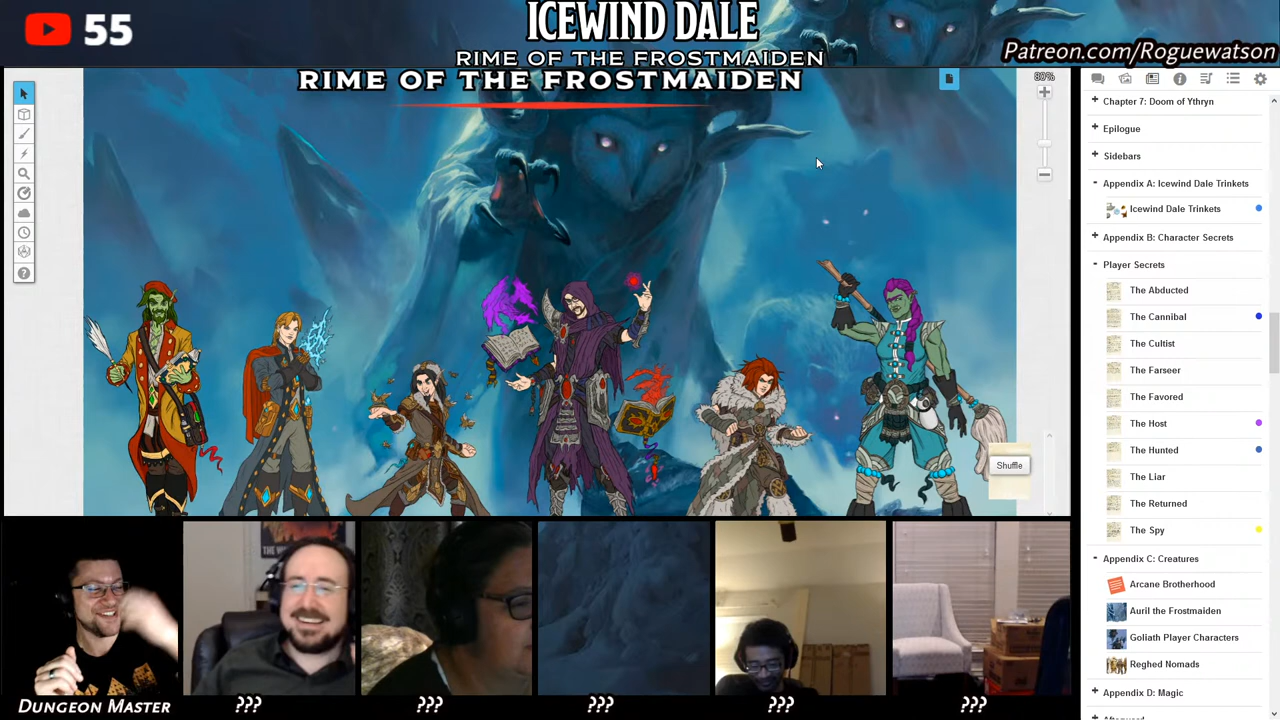 55
ICEWIND DALE
RIME OF THE FROSTMAIDEN
Patreon.com/Roguewatson
RIME OF THE FROSTMAIDEN
80%
Chapter 7: Doom of Ythryn
Epilogue
Sidebars
Appendix A: Icewind Dale Trinkets
Icewind Dale Trinkets
Appendix B: Character Secrets
Player Secrets
The Abducted
The Cannibal
The Cultist
The Farseer
The Favored
The Host
The Hunted
The Liar
The Returned
The Spy
Appendix C: Creatures
Arcane Brotherhood
Auril the Frostmaiden
Goliath Player Characters
Reghed Nomads
Appendix D: Magic
Shuffle
DUNGEON MASTER
???
???
???
???
???